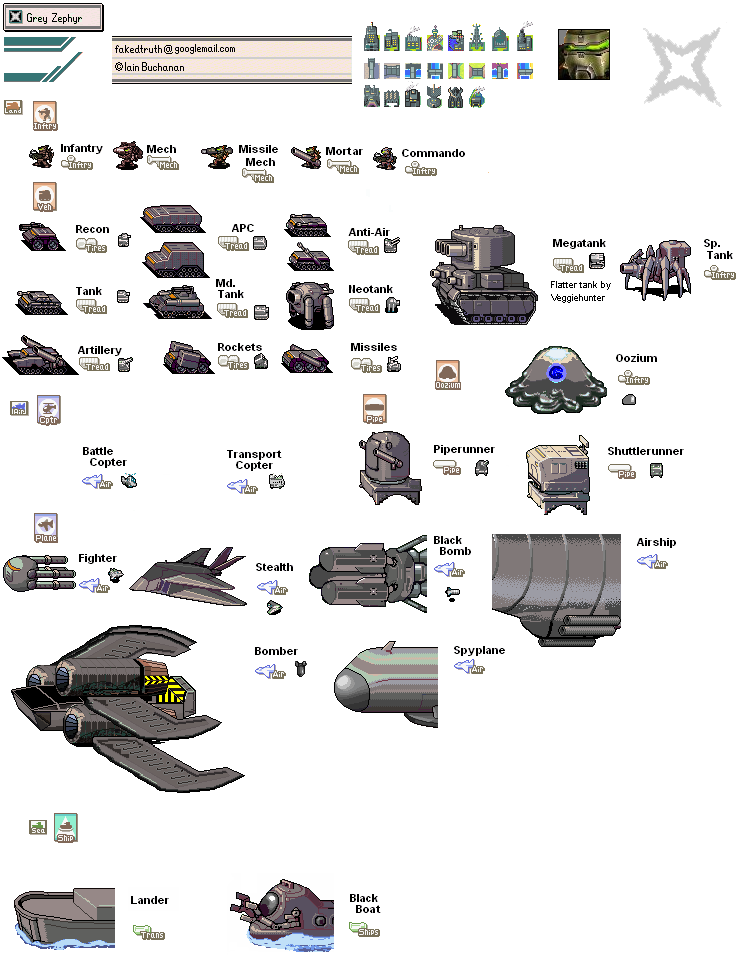 Grey Zephyr
fakedtruth@googlemail.com
©Iain Buchanan
Land
Inftry
Infantry
Inftry
Mech
Mech
Missile
Mech
Mech
Mortar
Mech
Commando
Inftry
Veh
Recon
Tires
APC
Tread
Anti-Air
Tread
Megatank
Tread
Flatter tank by
Veggiehunter
Sp.
Tank
Inftry
Tank
Tread
Md.
Tank
Tread
Neotank
Tread
Artillery
Tread
Rockets
Tires
Missiles
Tires
Oozium
Oozium
Inftry
Air
Cptr
Pipe
Battle
Copter
Air
Transport
Copter
Air
Piperunner
Pipe
Shuttlerunner
Pipe
Plane
Fighter
Air
Stealth
Air
Black
Bomb
Air
Airship
Air
Bomber
Air
Spyplane
Air
Sea
Ship
Lander
Trans
Black
Boat
Ships